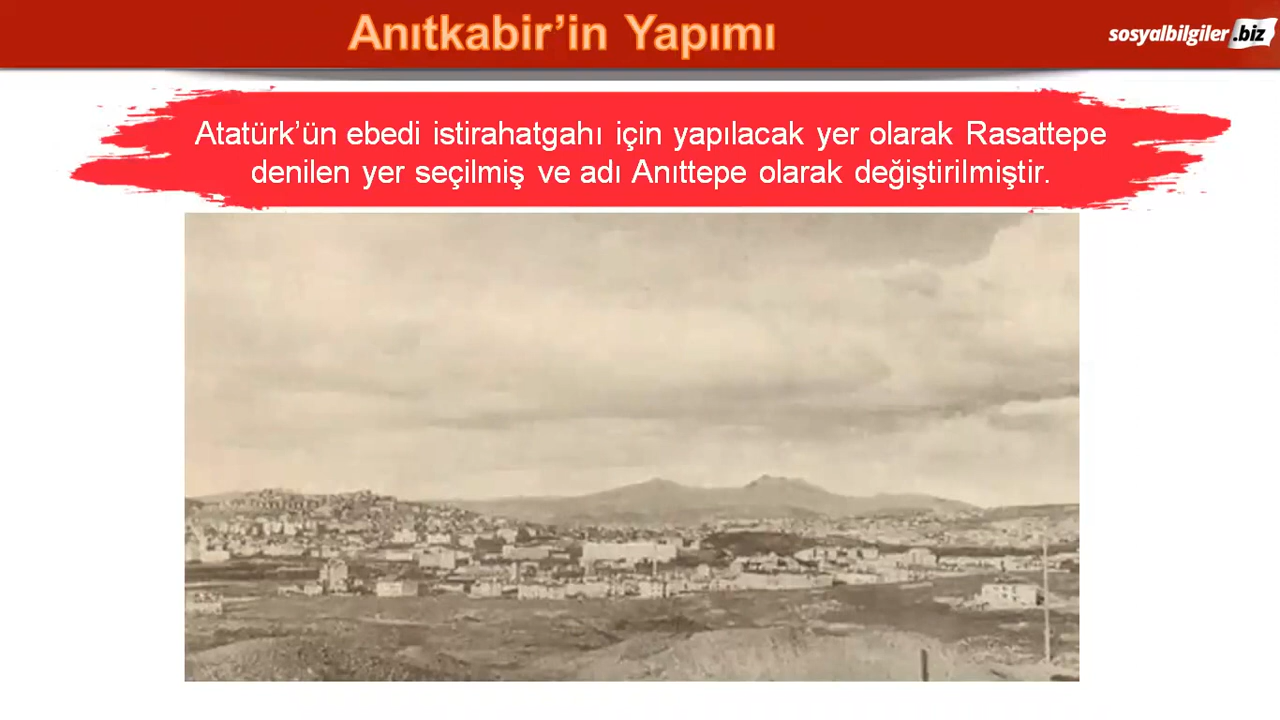 Anıtkabir’in Yapımı
sosyalbilgiler.biz
Atatürk’ün ebedi istirahatgahı için yapılacak yer olarak Rasattepe
denilen yer seçilmiş ve adı Anıttepe olarak değiştirilmiştir.